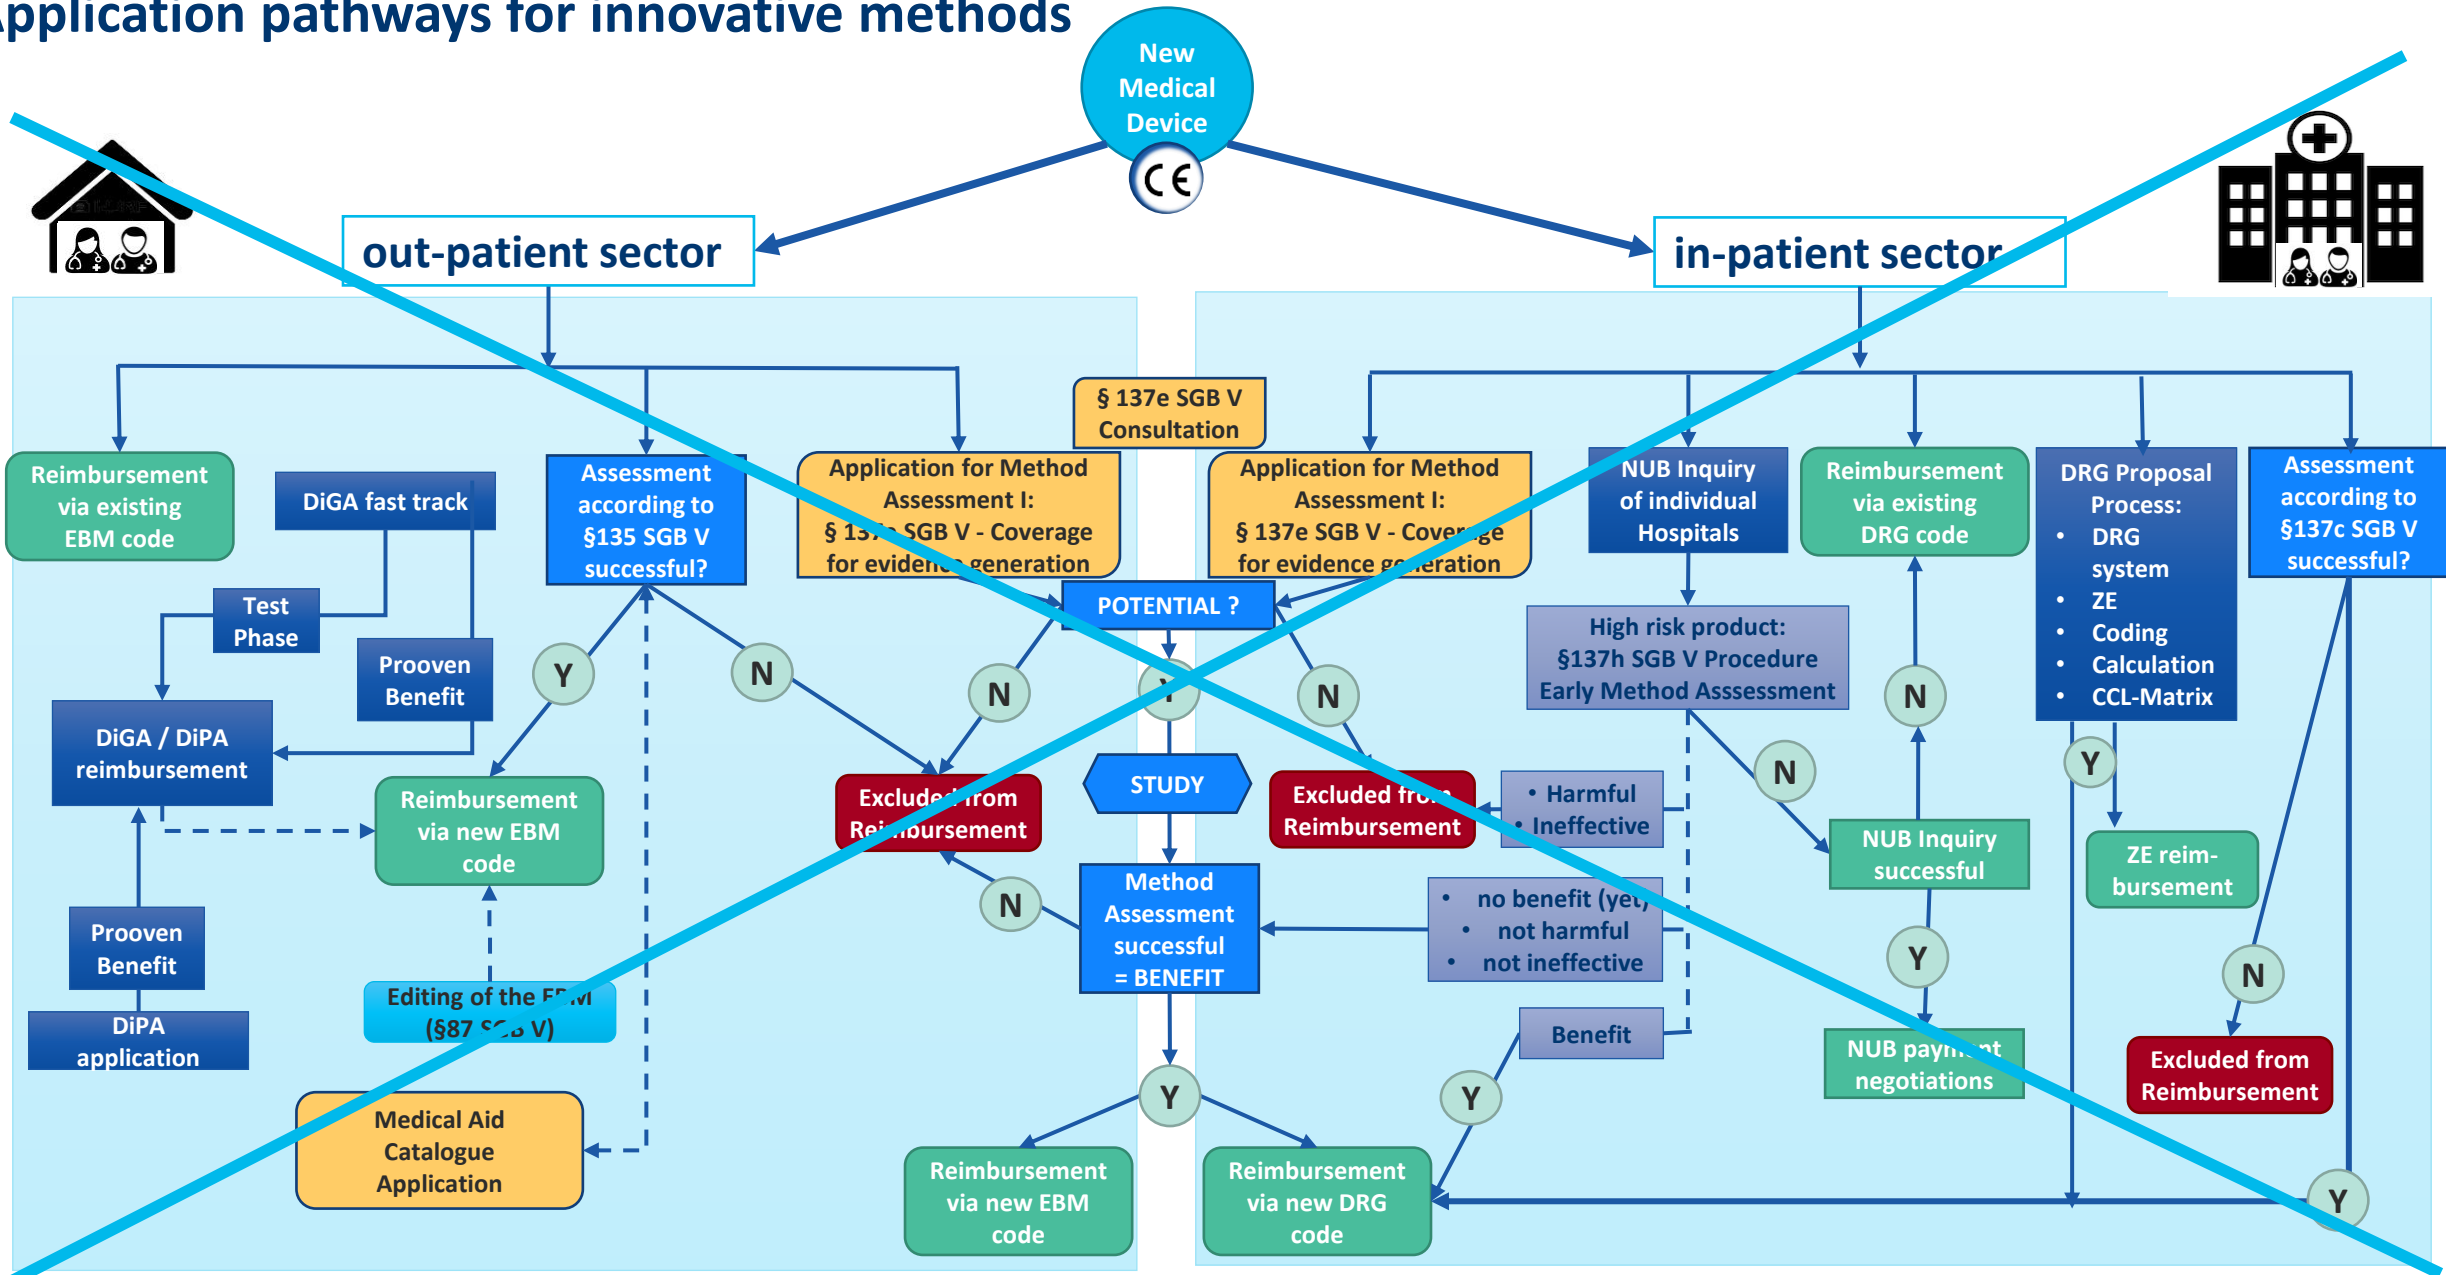 Application pathways for innovative methods
New
Medical
Device
CE
out-patient sector
in-patient sector
§ 137e SGB V
Consultation
Reimbursement
via existing
EBM code
DiGA fast track
Assessment
according to
§135 SGB V
successful?
Application for Method
Assessment I:
§ 137e SGB V - Coverage
for evidence generation
Application for Method
Assessment I:
§ 137e SGB V - Coverage
for evidence generation
NUB Inquiry
of individual
Hospitals
Reimbursement
via existing
DRG code
DRG Proposal
Process:
• DRG
system
• ZE
• Coding
• Calculation
• CCL-Matrix
Assessment
according to
§137c SGB V
successful?
Test
Phase
Prooven
Benefit
Y
N
POTENTIAL ?
N
Y
N
High risk product:
§137h SGB V Procedure
Early Method Asssessment
N
DiGA / DiPA
reimbursement
Reimbursement
via new EBM
code
Excluded from
Reimbursement
STUDY
Excluded from
Reimbursement
• Harmful
• Ineffective
N
Y
NUB Inquiry
successful
ZE reim-
bursement
Prooven
Benefit
DiPA
application
Editing of the EBM
(§87 SGB V)
N
Method
Assessment
successful
= BENEFIT
• no benefit (yet)
• not harmful
• not ineffective
Y
N
Benefit
NUB payment
negotiations
Excluded from
Reimbursement
Medical Aid
Catalogue
Application
Y
Y
Reimbursement
via new EBM
code
Reimbursement
via new DRG
code
Y